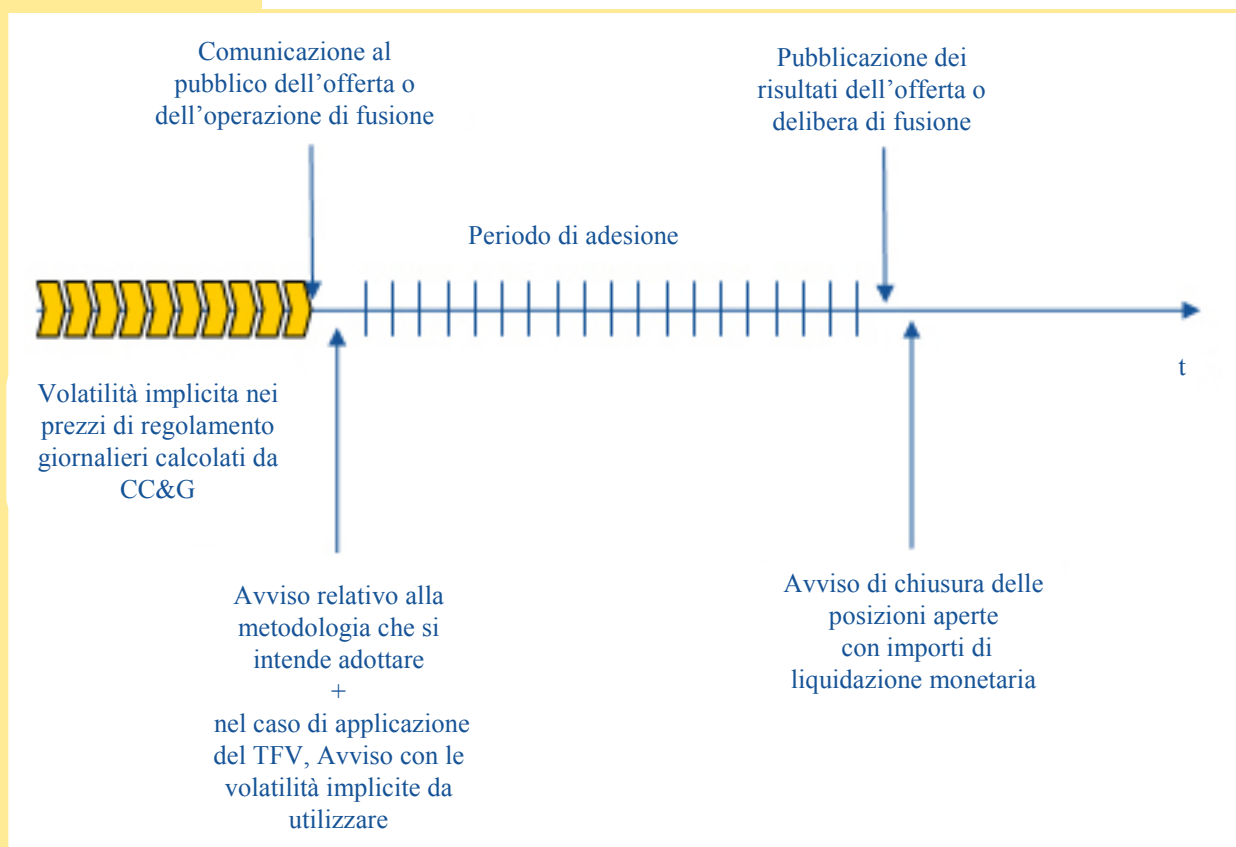 Comunicazione al
pubblico dell’offerta o
dell’operazione di fusione
Pubblicazione dei
risultati dell’offerta o
delibera di fusione
Periodo di adesione
t
Volatilità implicita nei
prezzi di regolamento
giornalieri calcolati da
CC&G
Avviso relativo alla
metodologia che si
intende adottare
+
nel caso di applicazione
del TFV, Avviso con le
volatilità implicite da
utilizzare
Avviso di chiusura delle
posizioni aperte
con importi di
liquidazione monetaria